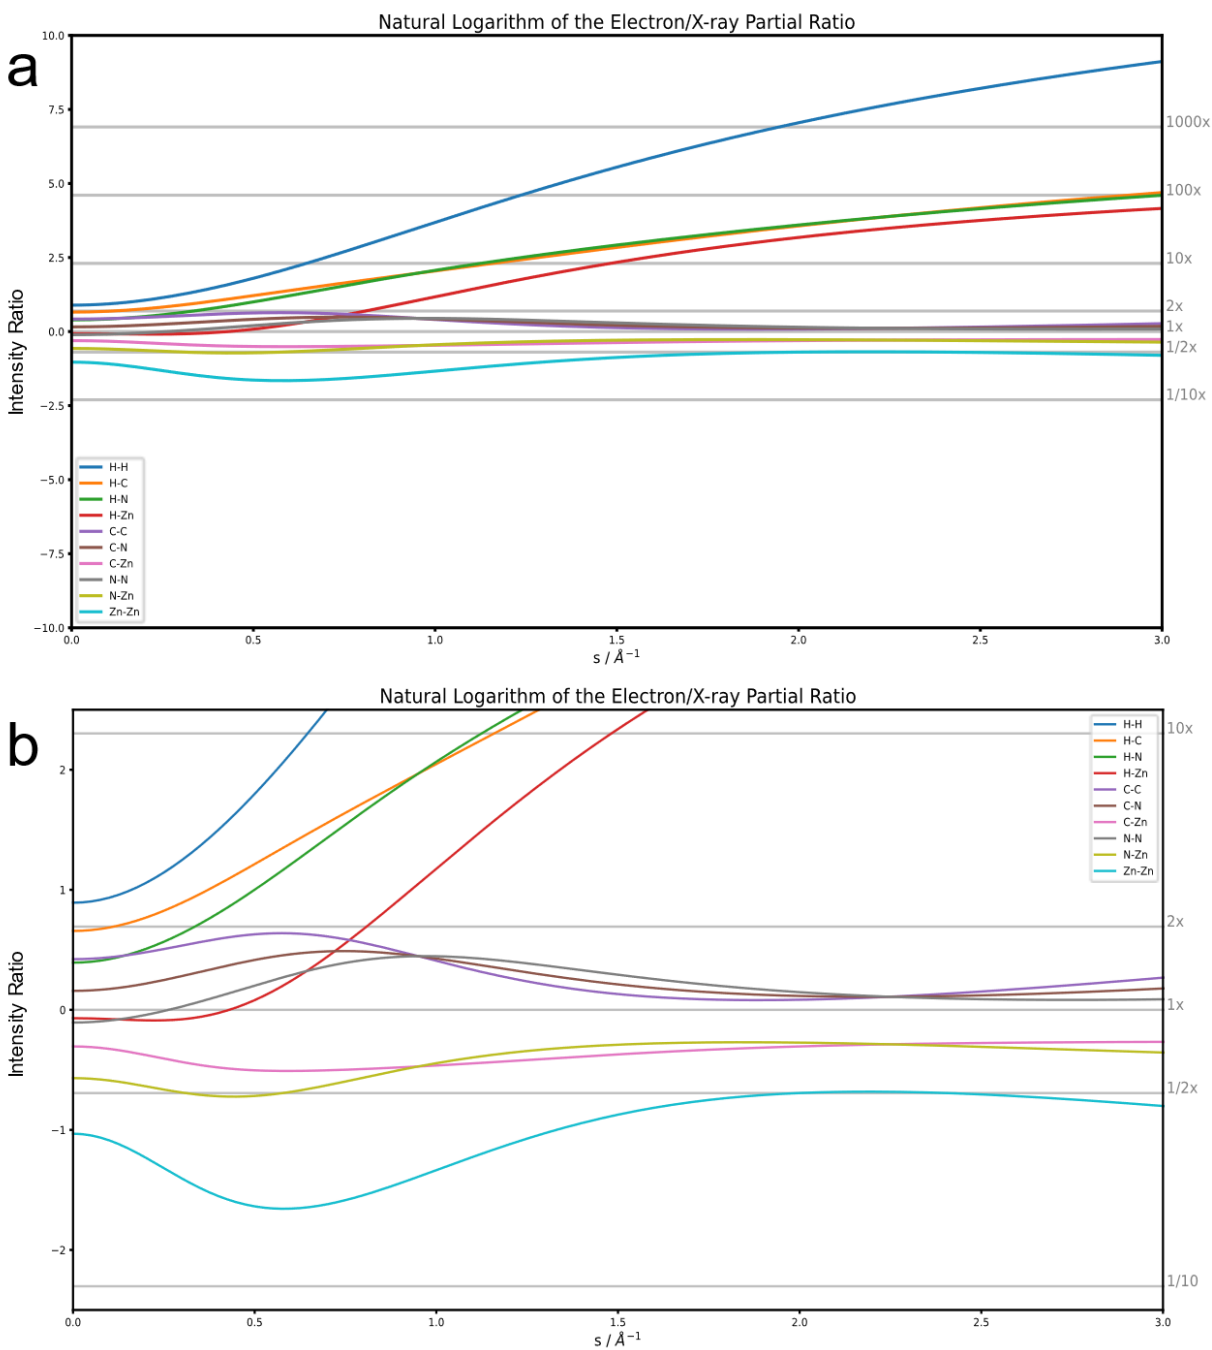 Natural Logarithm of the Electron/X-ray Partial Ratio
a
Intensity Ratio
10.0
7.5
5.0
2.5
0.0
−2.5
−5.0
−7.5
−10.0
1000x
100x
10x
2x
1x
1/2x
1/10x
H-H
H-C
H-N
H-Zn
C-C
C-N
C-Zn
N-N
N-Zn
Zn-Zn
0.0 0.5 1.0 1.5 2.0 2.5 3.0
s / Å⁻¹
Natural Logarithm of the Electron/X-ray Partial Ratio
b
Intensity Ratio
2
1
0
−1
−2
H-H
H-C
H-N
H-Zn
C-C
C-N
C-Zn
N-N
N-Zn
Zn-Zn
10x
2x
1x
1/2x
1/10
0.0 0.5 1.0 1.5 2.0 2.5 3.0
s / Å⁻¹